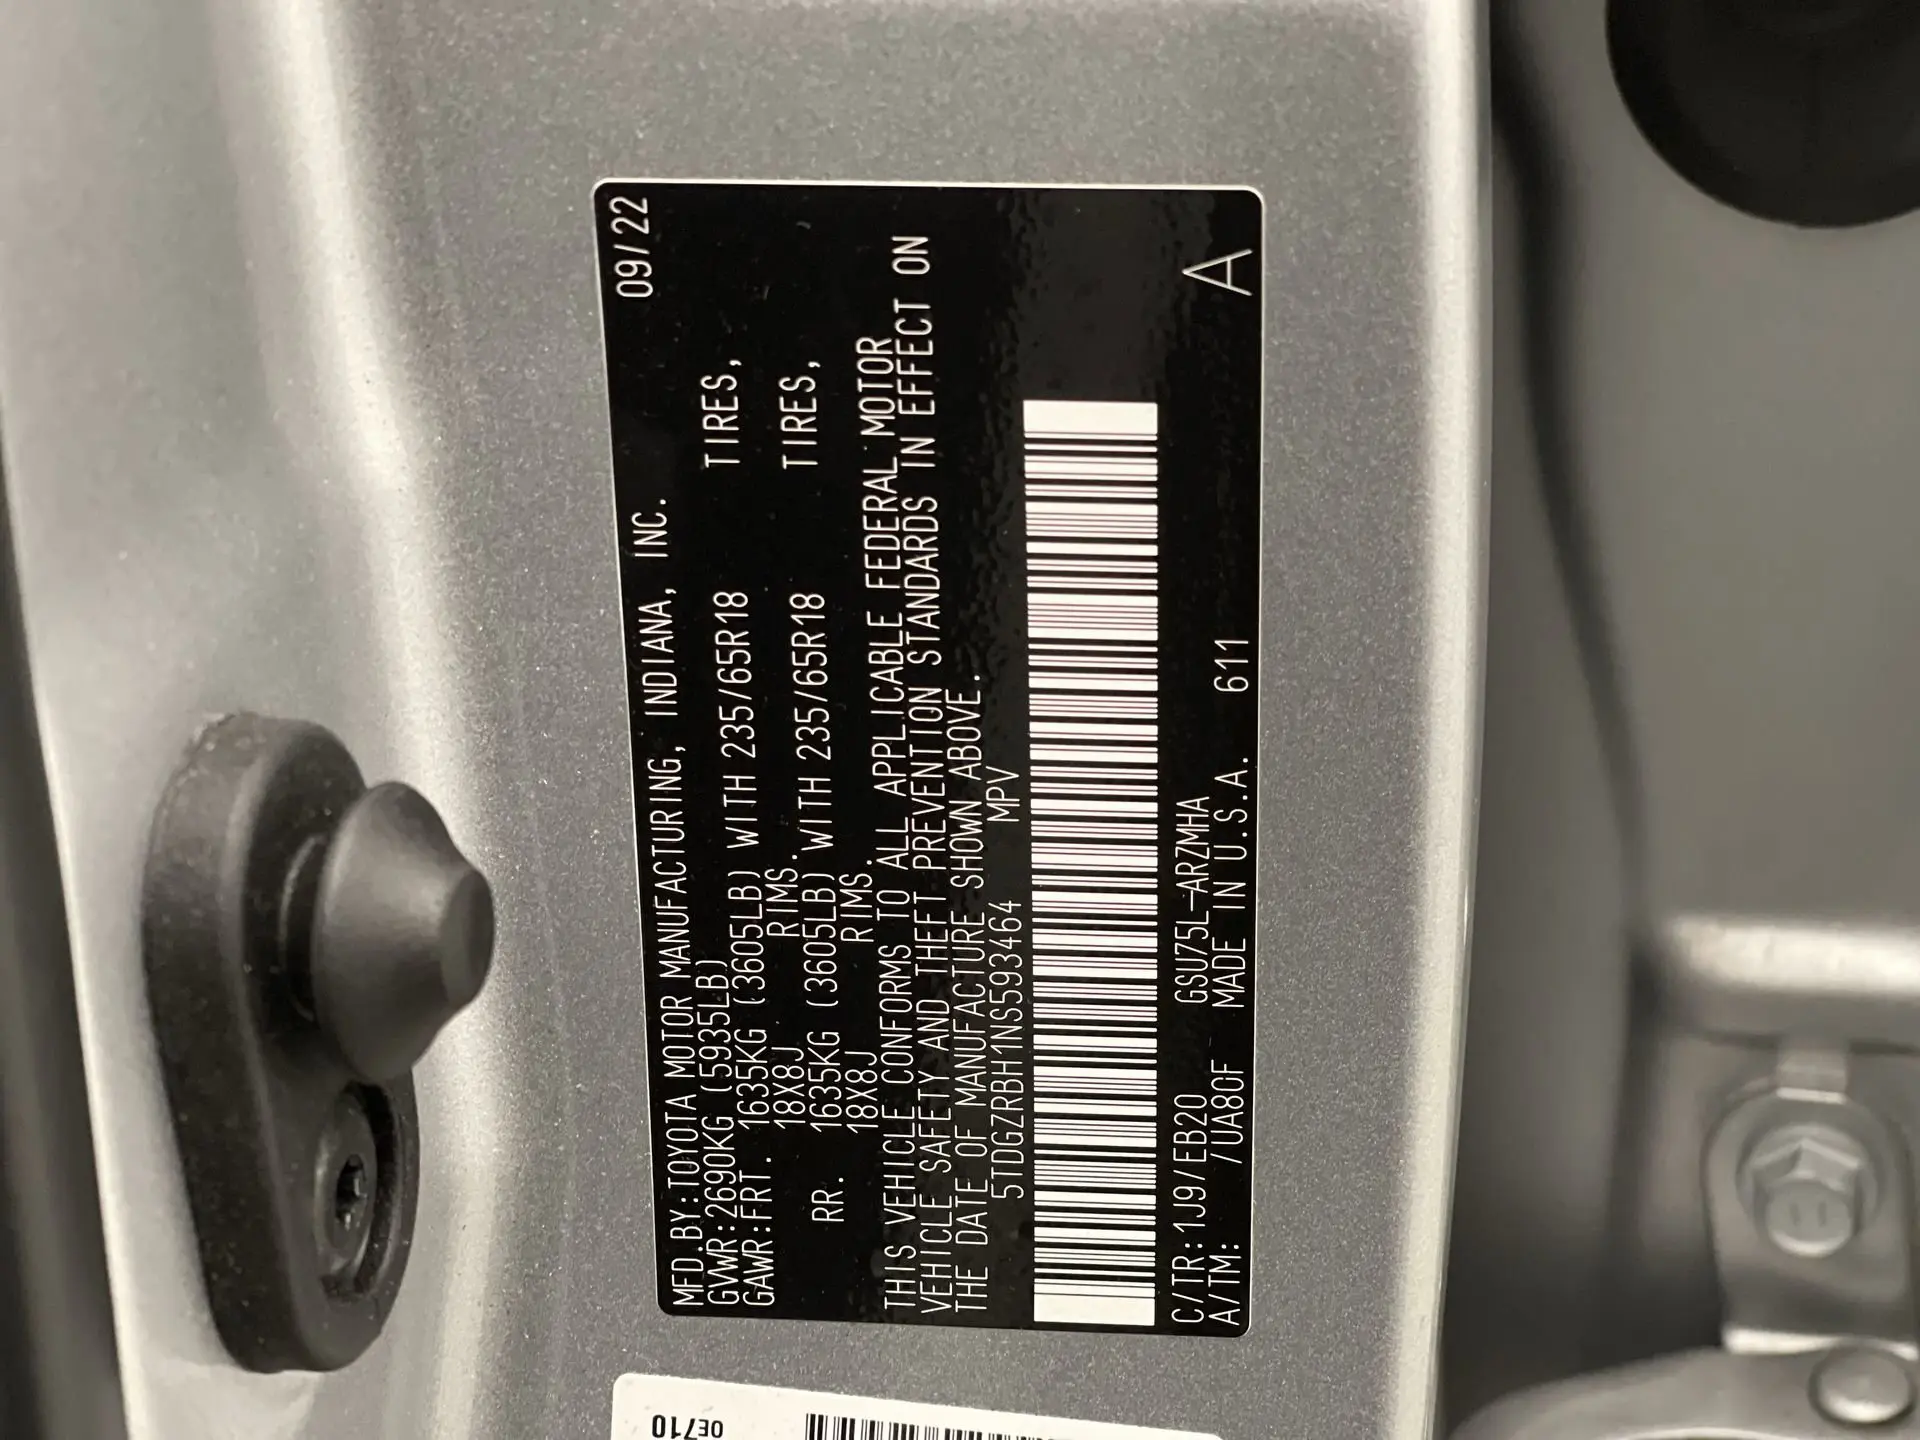 09/22
MFD.BY:TOYOTA MOTOR MANUFACTURING, INDIANA, INC.
GVWR:2690KG (5935LB)
GAWR:FRT. 1635KG (3605LB) WITH 235/65R18 TIRES,
18X8J RIMS.
RR. 1635KG (3605LB) WITH 235/65R18 TIRES,
18X8J RIMS.
THIS VEHICLE CONFORMS TO ALL APPLICABLE FEDERAL MOTOR
VEHICLE SAFETY AND THEFT PREVENTION STANDARDS IN EFFECT ON
THE DATE OF MANUFACTURE SHOWN ABOVE.
5TDGZRBH1NS593464 MPV
C/TR:1J9/EB20 GSU75L-ARZMHA
A/TM: /UA80F MADE IN U.S.A. 611 A
0E710